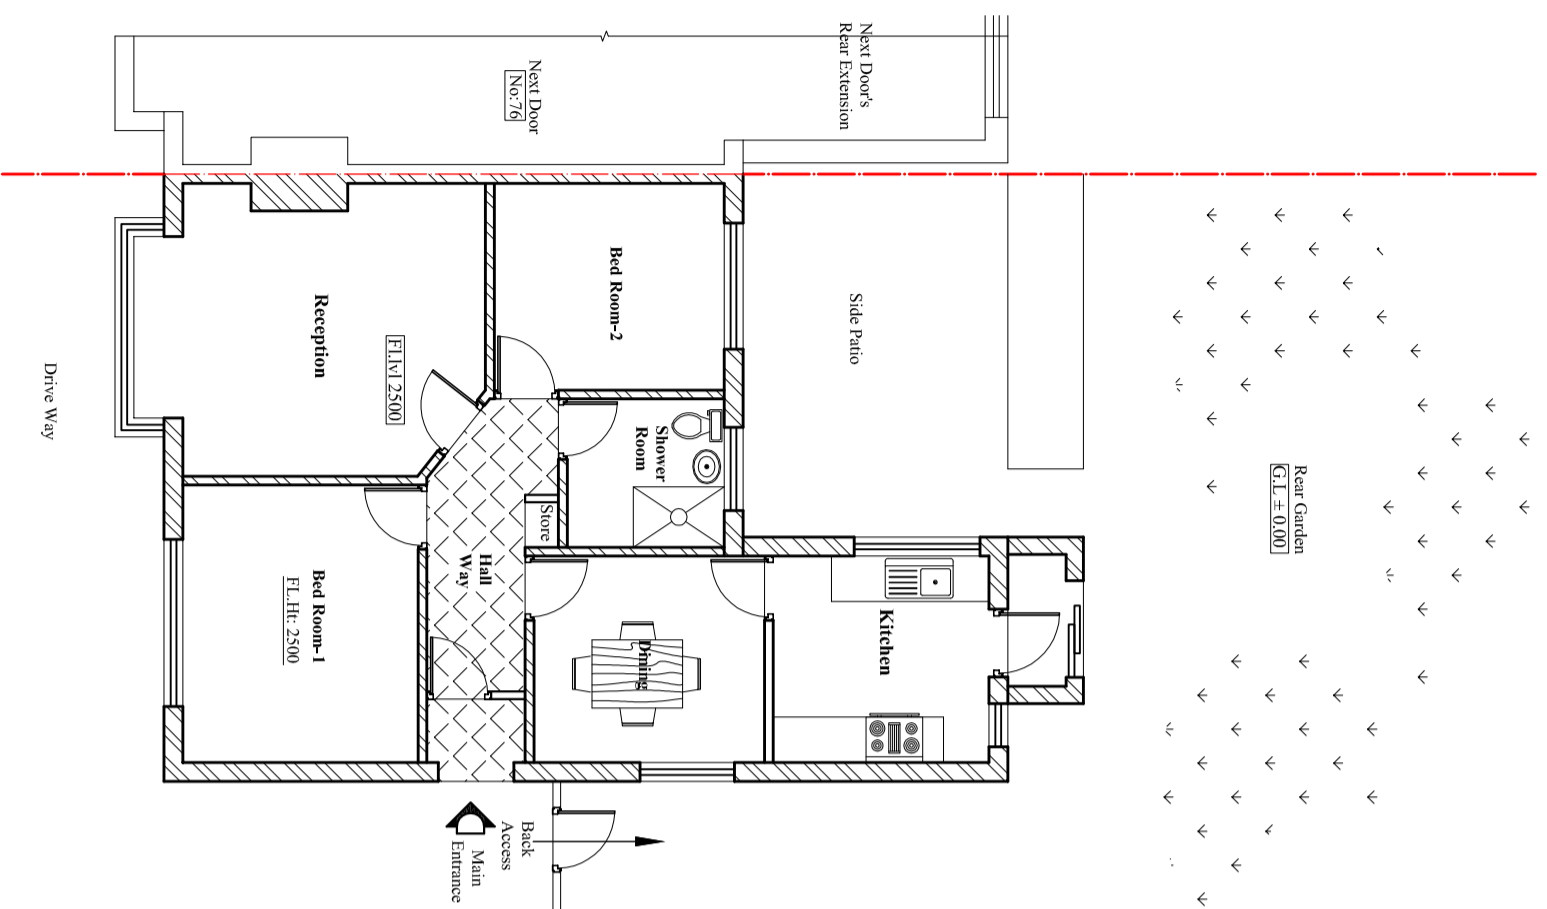 Next Door's
Rear Extension
Next Door
No:76
Bed Room-2
Side Patio
Reception
Fl.lvl 2500
Drive Way
Shower
Room
Store
Hall
Way
Rear Garden
G.L ± 0.00
Bed Room-1
FL.Ht: 2500
Dining
Kitchen
Back
Access
Main
Entrance